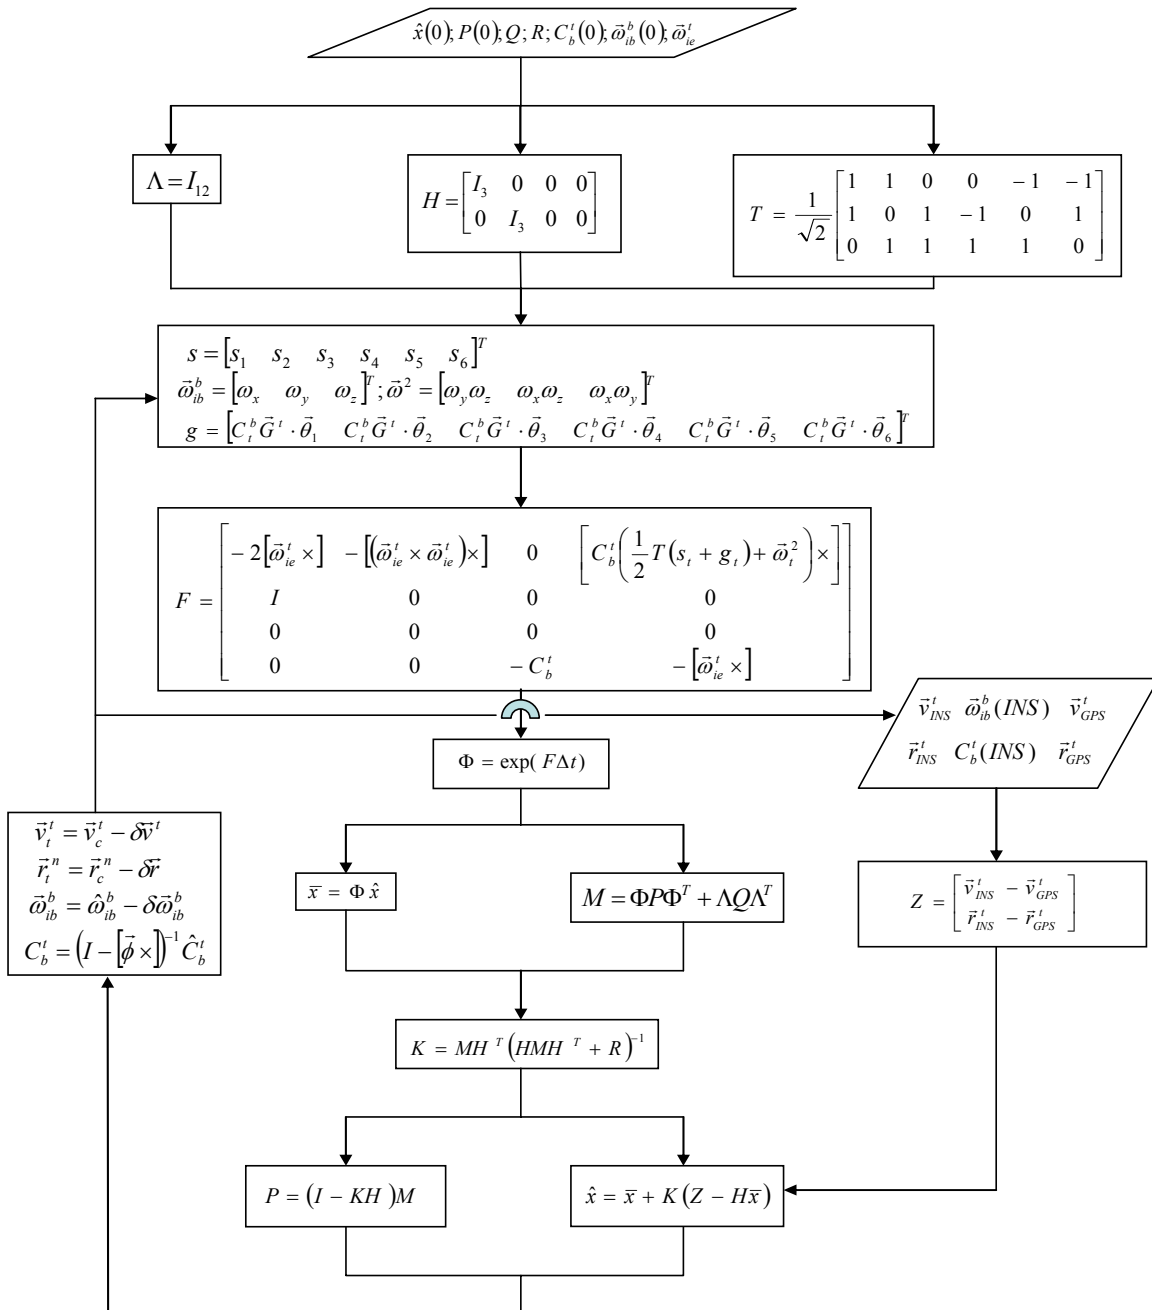 x̂(0); P(0); Q; R; C_b^t(0); ω⃗_ib^b(0); ω⃗_ie^t
Λ = I_12
H = [I_3 0 0 0
0 I_3 0 0]
T = 1/√2 [1 1 0 0 -1 -1
1 0 1 -1 0 1
0 1 1 1 1 0]
s = [s_1 s_2 s_3 s_4 s_5 s_6]^T
ω⃗_ib^b = [ω_x ω_y ω_z]^T; ω⃗^2 = [ω_yω_z ω_xω_z ω_xω_y]^T
g = [C_t^b G⃗^t · θ⃗_1 C_t^b G⃗^t · θ⃗_2 C_t^b G⃗^t · θ⃗_3 C_t^b G⃗^t · θ⃗_4 C_t^b G⃗^t · θ⃗_5 C_t^b G⃗^t · θ⃗_6]^T
F = [-2[ω⃗_ie^t ×] -[(ω⃗_ie^t × ω⃗_ie^t)×] 0 [C_b^t(1/2 T(s_t + g_t) + ω⃗_t^2)×]
I 0 0 0
0 0 0 0
0 0 -C_b^t -[ω⃗_ie^t ×]]
v⃗_INS^t ω⃗_ib^b(INS) v⃗_GPS^t
r⃗_INS^t C_b^t(INS) r⃗_GPS^t
Φ = exp(FΔt)
v⃗_t^t = v⃗_c^t - δv⃗^t
r⃗_t^n = r⃗_c^n - δr⃗
ω⃗_ib^b = ω̂_ib^b - δω⃗_ib^b
C_b^t = (I - [φ⃗ ×])^-1 Ĉ_b^t
x̄ = Φx̂
M = ΦPΦ^T + ΛQΛ^T
Z = [v⃗_INS^t - v⃗_GPS^t
r⃗_INS^t - r⃗_GPS^t]
K = MH^T(HMH^T + R)^-1
P = (I - KH)M
x̂ = x̄ + K(Z - Hx̄)